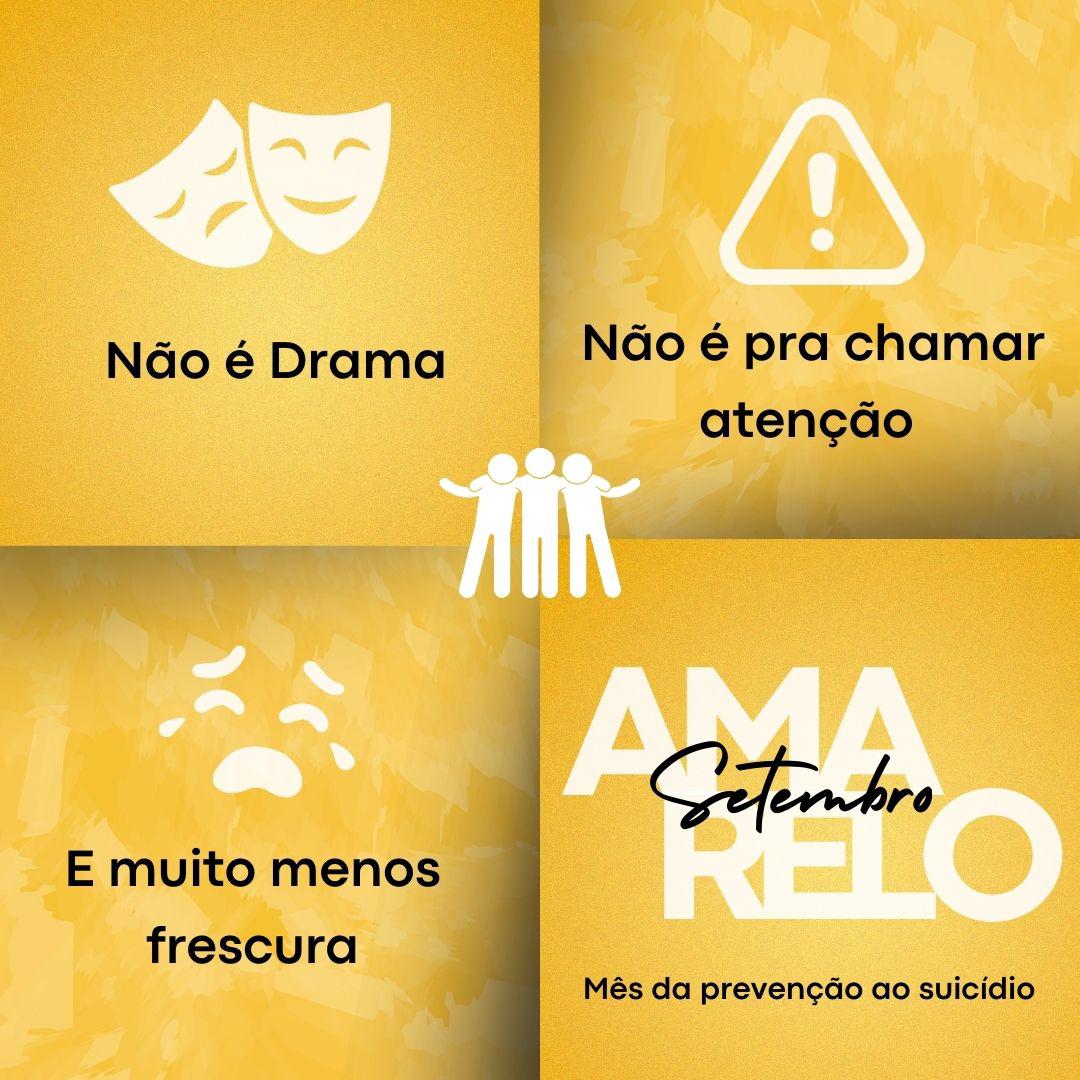 Não é Drama
Não é pra chamar
atenção
E muito menos
frescura
AMA
Setembro
RELO
Mês da prevenção ao suicídio